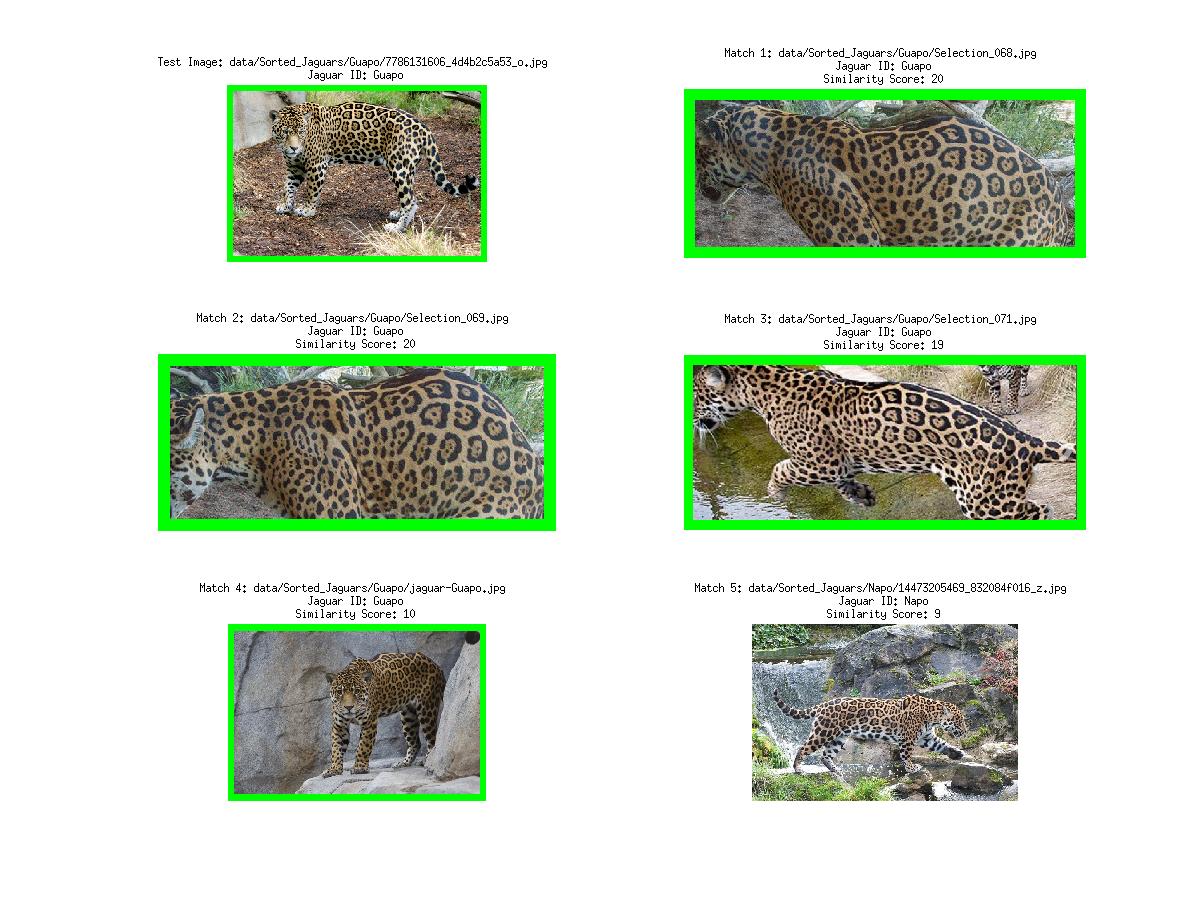 Test Image: data/Sorted_Jaguars/Guapo/7786131606_4d4b2c5a53_o.jpg
Jaguar ID: Guapo
Match 1: data/Sorted_Jaguars/Guapo/Selection_068.jpg
Jaguar ID: Guapo
Similarity Score: 20
Match 2: data/Sorted_Jaguars/Guapo/Selection_069.jpg
Jaguar ID: Guapo
Similarity Score: 20
Match 3: data/Sorted_Jaguars/Guapo/Selection_071.jpg
Jaguar ID: Guapo
Similarity Score: 19
Match 4: data/Sorted_Jaguars/Guapo/jaguar-Guapo.jpg
Jaguar ID: Guapo
Similarity Score: 10
Match 5: data/Sorted_Jaguars/Napo/14473205469_832084f016_z.jpg
Jaguar ID: Napo
Similarity Score: 9